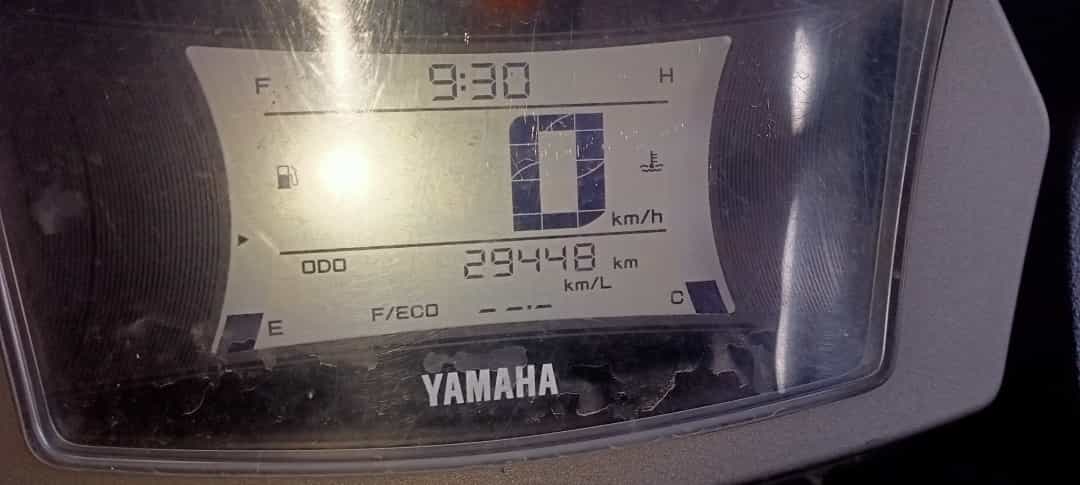 F 9:30 H
0 km/h
ODO 29448 km
km/L
F/ECO --.-
E C
YAMAHA